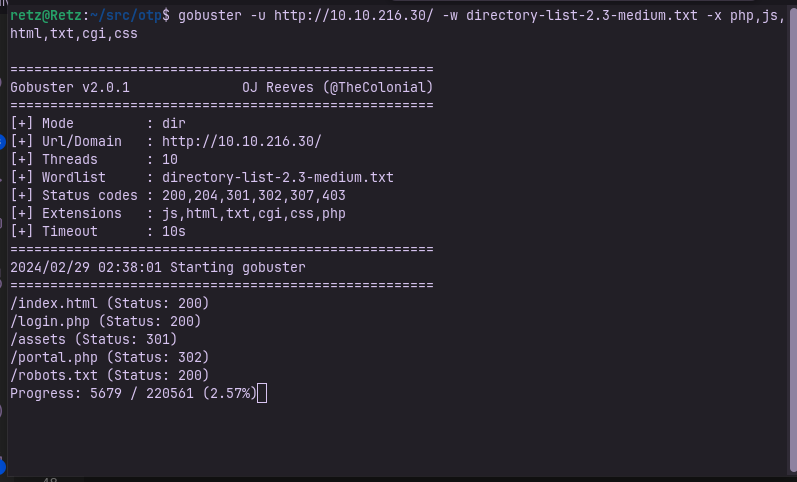 retz@Retz:~/src/otp$ gobuster -u http://10.10.216.30/ -w directory-list-2.3-medium.txt -x php,js,
html,txt,cgi,css
=====================================================
Gobuster v2.0.1              OJ Reeves (@TheColonial)
=====================================================
[+] Mode         : dir
[+] Url/Domain   : http://10.10.216.30/
[+] Threads      : 10
[+] Wordlist     : directory-list-2.3-medium.txt
[+] Status codes : 200,204,301,302,307,403
[+] Extensions   : js,html,txt,cgi,css,php
[+] Timeout      : 10s
=====================================================
2024/02/29 02:38:01 Starting gobuster
=====================================================
/index.html (Status: 200)
/login.php (Status: 200)
/assets (Status: 301)
/portal.php (Status: 302)
/robots.txt (Status: 200)
Progress: 5679 / 220561 (2.57%)